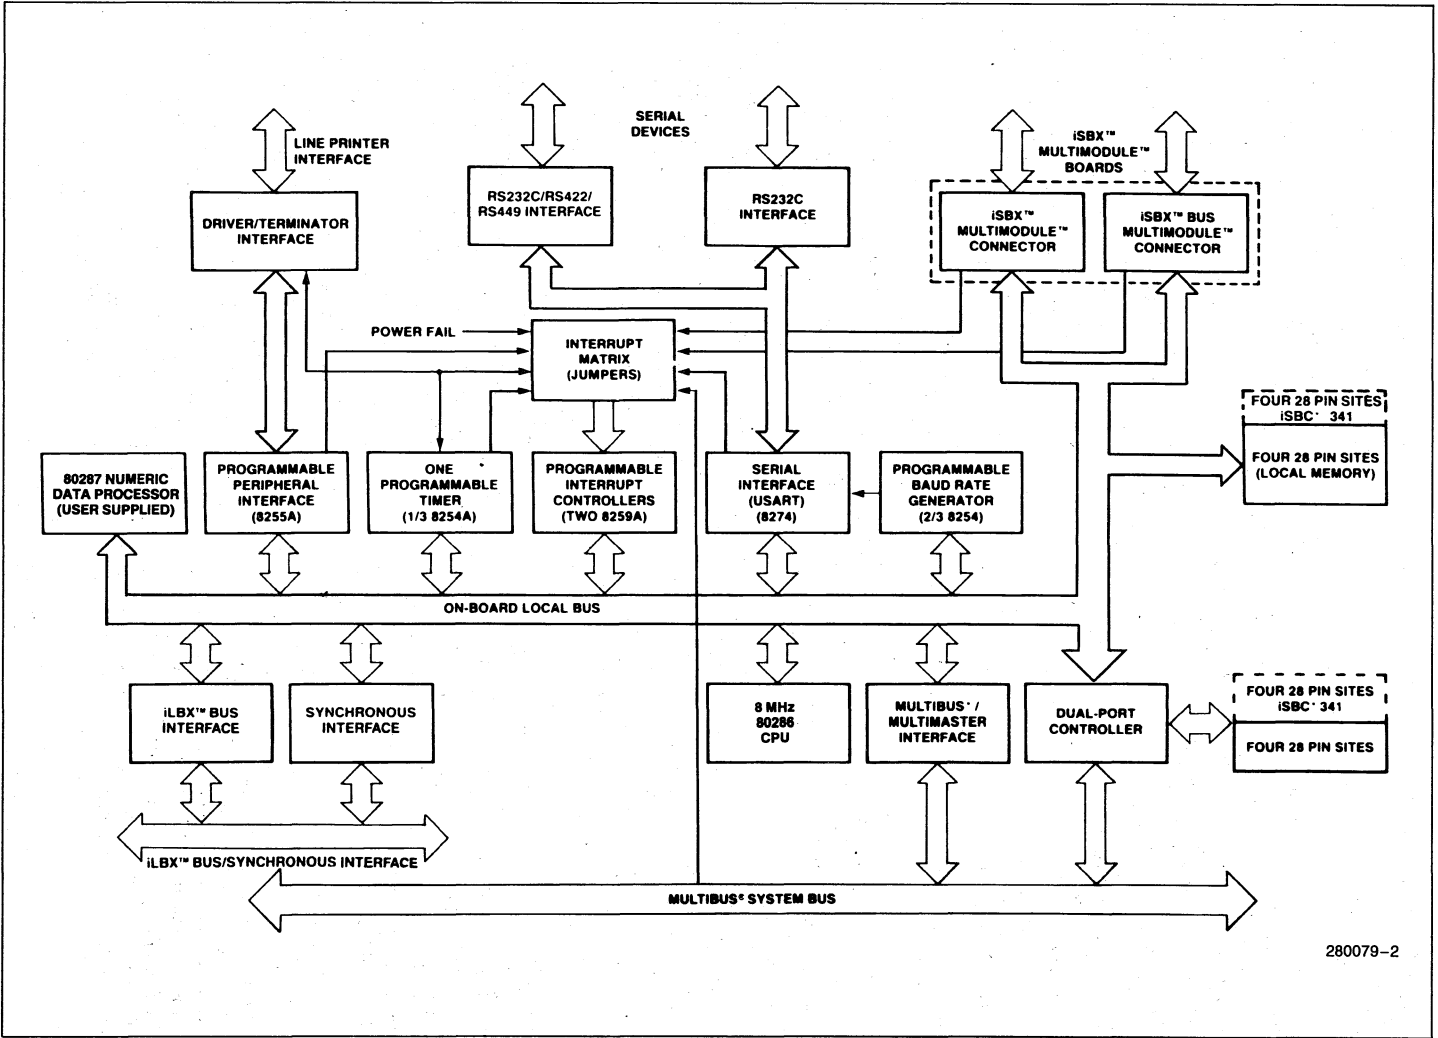 SERIAL
DEVICES
LINE PRINTER
INTERFACE
iSBX™
MULTIMODULE™
BOARDS
RS232C/RS422/
RS449 INTERFACE
RS232C
INTERFACE
DRIVER/TERMINATOR
INTERFACE
iSBX™
MULTIMODULE™
CONNECTOR
iSBX™ BUS
MULTIMODULE™
CONNECTOR
POWER FAIL
INTERRUPT
MATRIX
(JUMPERS)
FOUR 28 PIN SITES
iSBC* 341
FOUR 28 PIN SITES
(LOCAL MEMORY)
80287 NUMERIC
DATA PROCESSOR
(USER SUPPLIED)
PROGRAMMABLE
PERIPHERAL
INTERFACE
(8255A)
ONE
PROGRAMMABLE
TIMER
(1/3 8254A)
PROGRAMMABLE
INTERRUPT
CONTROLLERS
(TWO 8259A)
SERIAL
INTERFACE
(USART)
(8274)
PROGRAMMABLE
BAUD RATE
GENERATOR
(2/3 8254)
ON-BOARD LOCAL BUS
iLBX™ BUS
INTERFACE
SYNCHRONOUS
INTERFACE
8 MHz
80286
CPU
MULTIBUS* /
MULTIMASTER
INTERFACE
DUAL-PORT
CONTROLLER
FOUR 28 PIN SITES
iSBC* 341
FOUR 28 PIN SITES
iLBX™ BUS/SYNCHRONOUS INTERFACE
MULTIBUS® SYSTEM BUS
280079-2